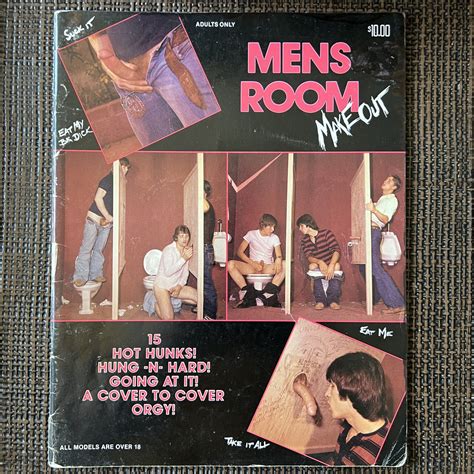 SUCK IT
ADULTS ONLY
$10.00
MENS
ROOM
MAKE OUT
EAT MY
BIG DICK
15
HOT HUNKS!
HUNG -N- HARD!
GOING AT IT!
A COVER TO COVER
ORGY!
EAT ME
TAKE IT ALL
ALL MODELS ARE OVER 18